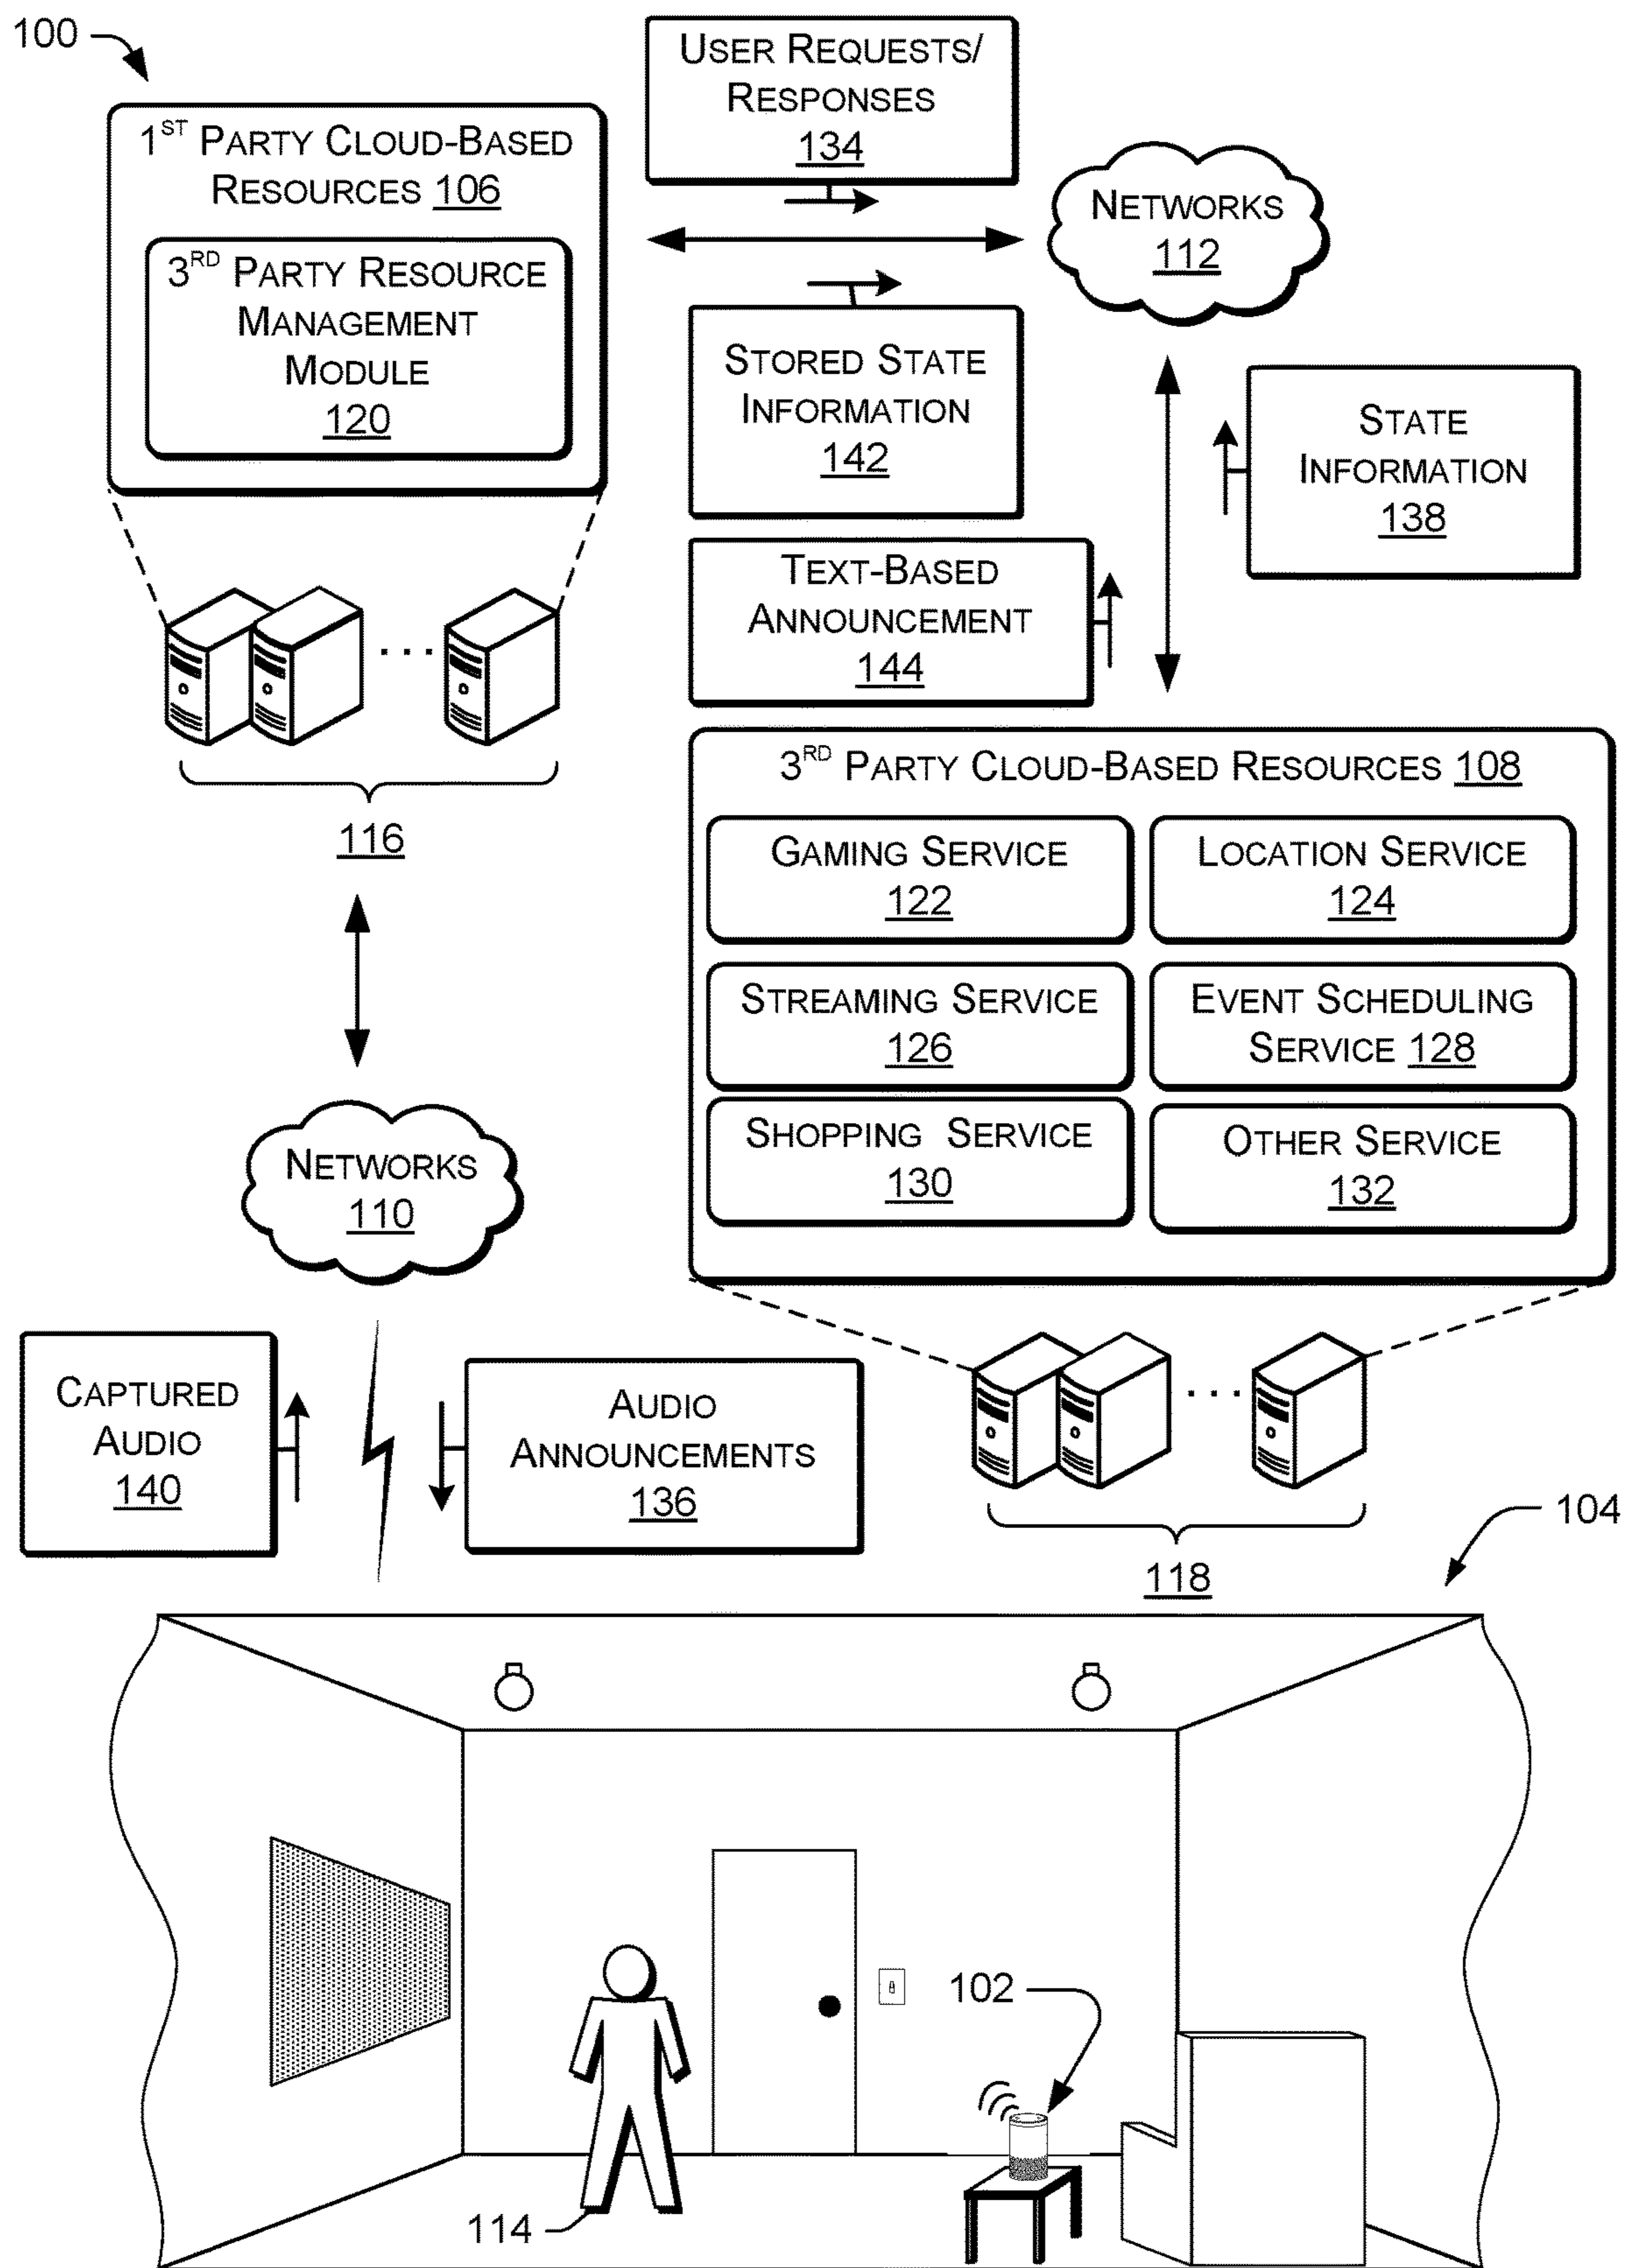 100
USER REQUESTS/
RESPONSES
134
1ST PARTY CLOUD-BASED
RESOURCES 106
3RD PARTY RESOURCE
MANAGEMENT
MODULE
120
NETWORKS
112
STORED STATE
INFORMATION
142
STATE
INFORMATION
138
TEXT-BASED
ANNOUNCEMENT
144
...
116
3RD PARTY CLOUD-BASED RESOURCES 108
GAMING SERVICE
122
LOCATION SERVICE
124
STREAMING SERVICE
126
EVENT SCHEDULING
SERVICE 128
SHOPPING SERVICE
130
OTHER SERVICE
132
NETWORKS
110
CAPTURED
AUDIO
140
AUDIO
ANNOUNCEMENTS
136
...
118
104
102
114